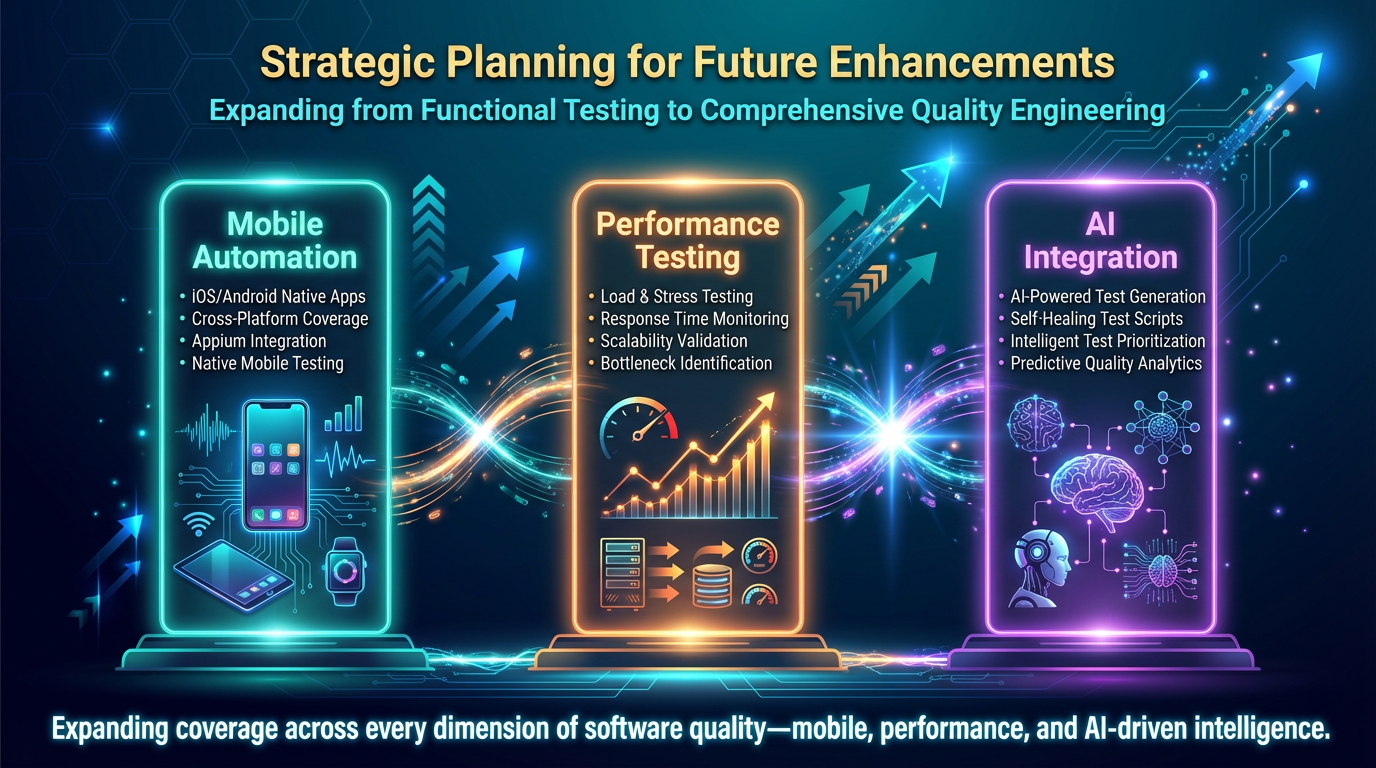 Strategic Planning for Future Enhancements
Expanding from Functional Testing to Comprehensive Quality Engineering
Mobile
Automation
• iOS/Android Native Apps
• Cross-Platform Coverage
• Appium Integration
• Native Mobile Testing
Performance
Testing
• Load & Stress Testing
• Response Time Monitoring
• Scalability Validation
• Bottleneck Identification
AI
Integration
• AI-Powered Test Generation
• Self-Healing Test Scripts
• Intelligent Test Prioritization
• Predictive Quality Analytics
Expanding coverage across every dimension of software quality—mobile, performance, and AI-driven intelligence.